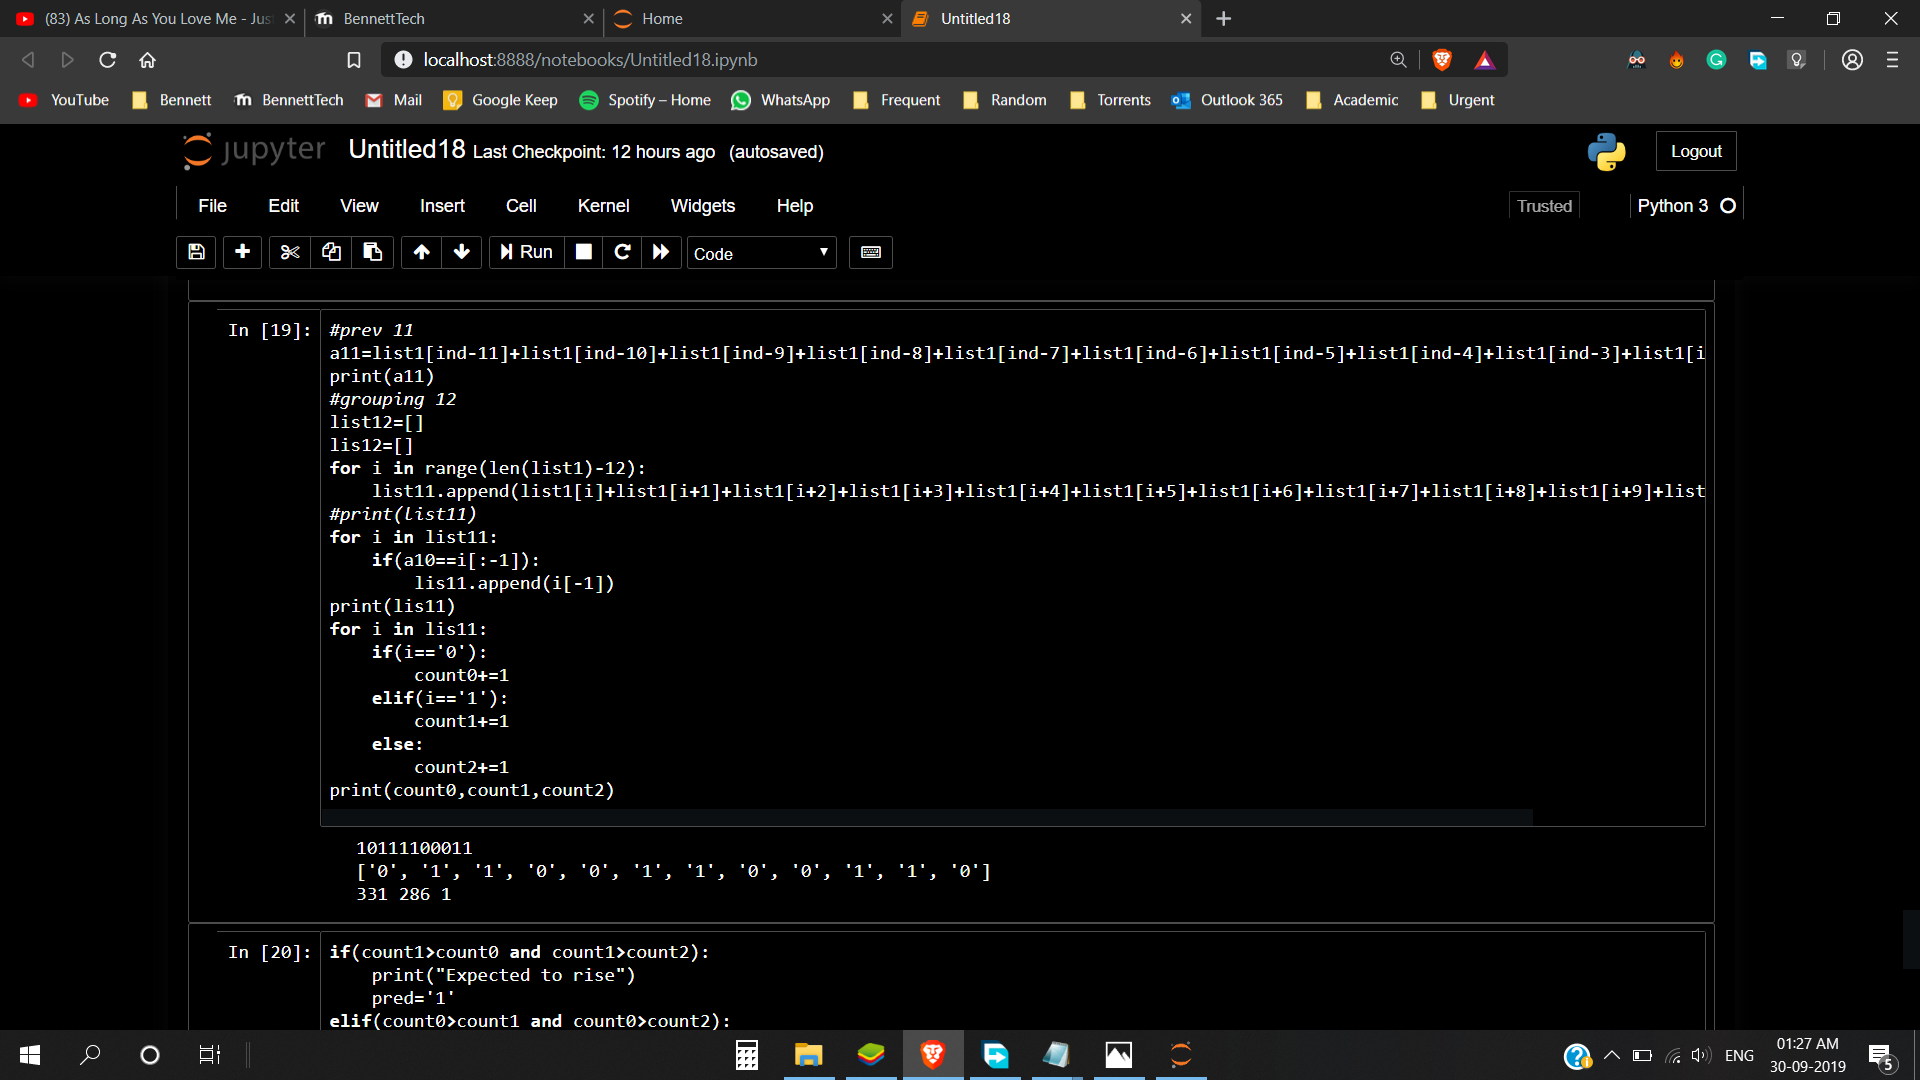 (83) As Long As You Love Me - Jus
BennettTech
Home
Untitled18
localhost:8888/notebooks/Untitled18.ipynb
YouTube
Bennett
BennettTech
Mail
Google Keep
Spotify – Home
WhatsApp
Frequent
Random
Torrents
Outlook 365
Academic
Urgent
jupyter Untitled18 Last Checkpoint: 12 hours ago (autosaved)
Logout
File Edit View Insert Cell Kernel Widgets Help
Trusted
Python 3
Run
Code
In [19]:
#prev 11
a11=list1[ind-11]+list1[ind-10]+list1[ind-9]+list1[ind-8]+list1[ind-7]+list1[ind-6]+list1[ind-5]+list1[ind-4]+list1[ind-3]+list1[i
print(a11)
#grouping 12
list12=[]
lis12=[]
for i in range(len(list1)-12):
    list11.append(list1[i]+list1[i+1]+list1[i+2]+list1[i+3]+list1[i+4]+list1[i+5]+list1[i+6]+list1[i+7]+list1[i+8]+list1[i+9]+list
#print(list11)
for i in list11:
    if(a10==i[:-1]):
        lis11.append(i[-1])
print(lis11)
for i in lis11:
    if(i=='0'):
        count0+=1
    elif(i=='1'):
        count1+=1
    else:
        count2+=1
print(count0,count1,count2)
10111100011
['0', '1', '1', '0', '0', '1', '1', '0', '0', '1', '1', '0']
331 286 1
In [20]:
if(count1>count0 and count1>count2):
    print("Expected to rise")
    pred='1'
elif(count0>count1 and count0>count2):
ENG
01:27 AM
30-09-2019
5